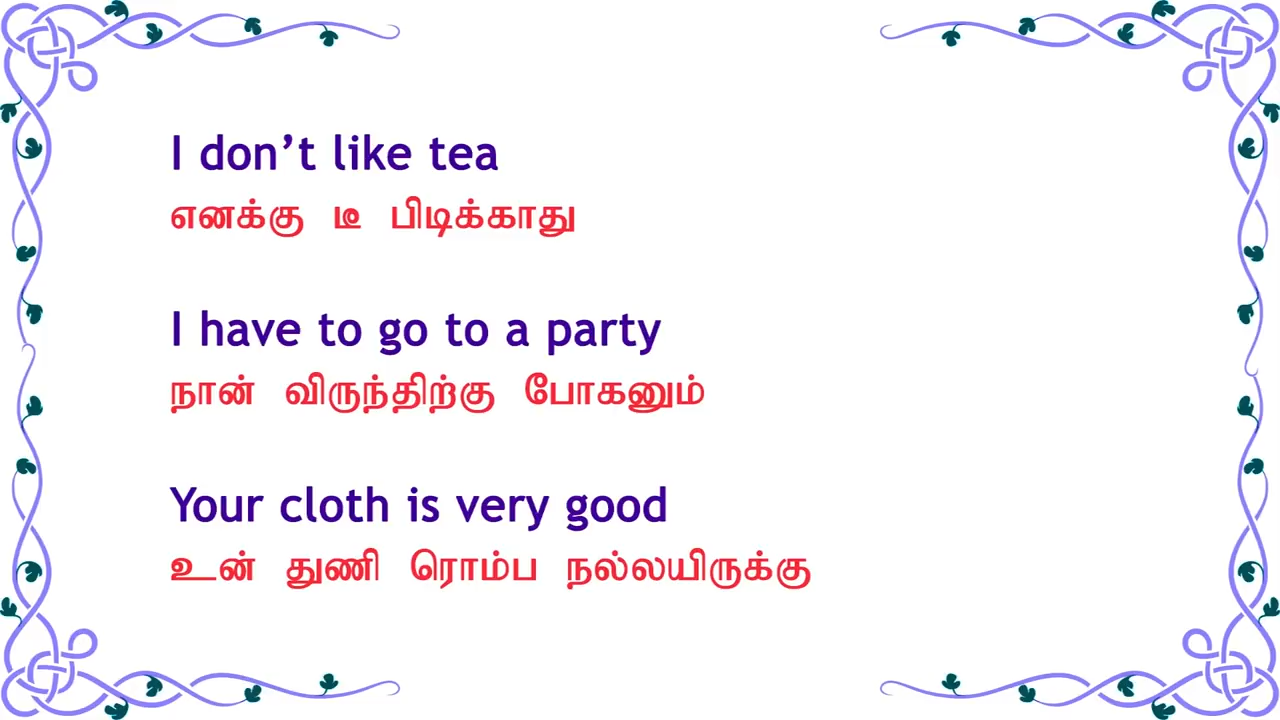 I don’t like tea
எனக்கு டீ பிடிக்காது
I have to go to a party
நான் விருந்திற்கு போகனும்
Your cloth is very good
உன் துணி ரொம்ப நல்லயிருக்கு